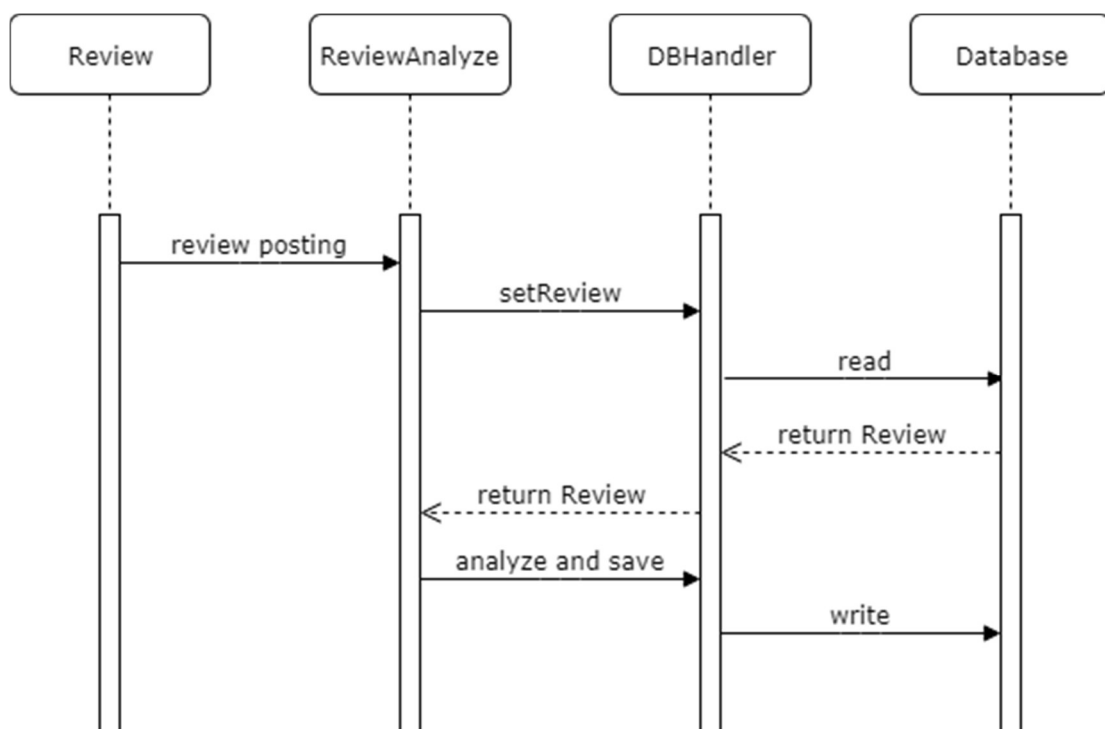 Review
ReviewAnalyze
DBHandler
Database
review posting
setReview
read
return Review
return Review
analyze and save
write